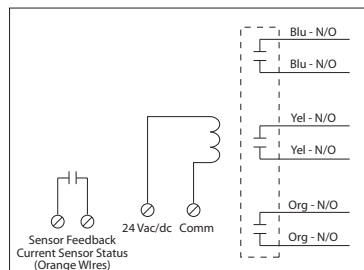 Blu - N/O
Blu - N/O
Yel - N/O
Yel - N/O
Org - N/O
Org - N/O
24 Vac/dc Comm
Sensor Feedback
Current Sensor Status
(Orange WIres)